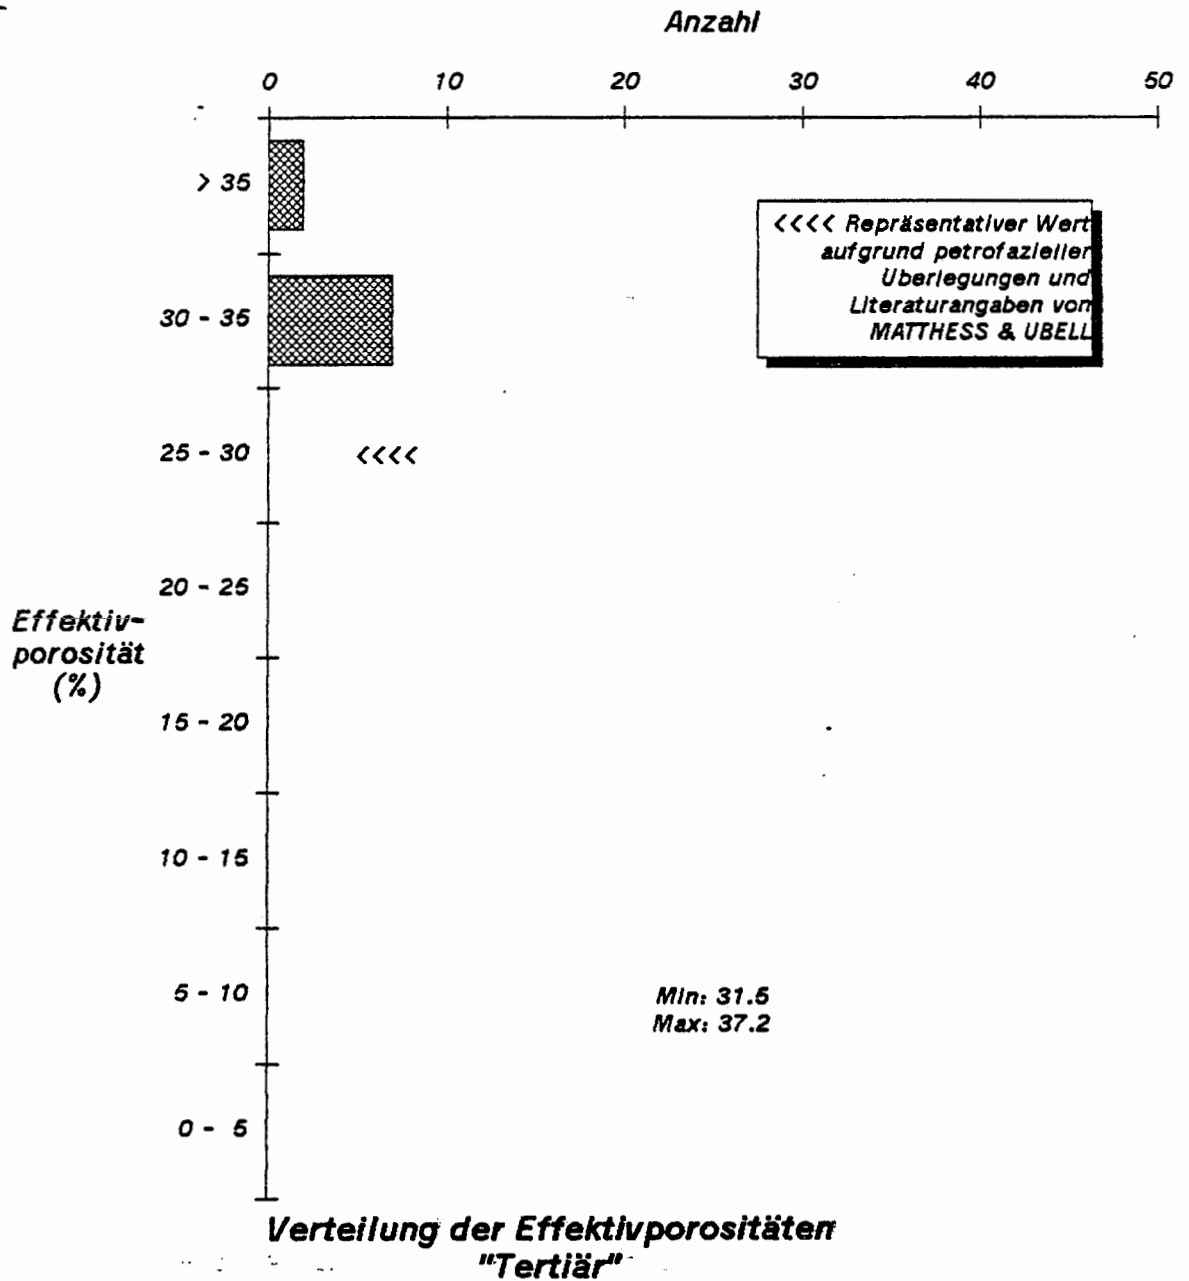 Anzahl
0 10 20 30 40 50
> 35
<<<< Repräsentativer Wert
aufgrund petrofazieller
Überlegungen und
Literaturangaben von
MATTHESS & UBELL
30 - 35
25 - 30 <<<<
20 - 25
Effektiv-
porosität
(%)
15 - 20
10 - 15
5 - 10
Min: 31.5
Max: 37.2
0 - 5
Verteilung der Effektivporositäten
"Tertiär"